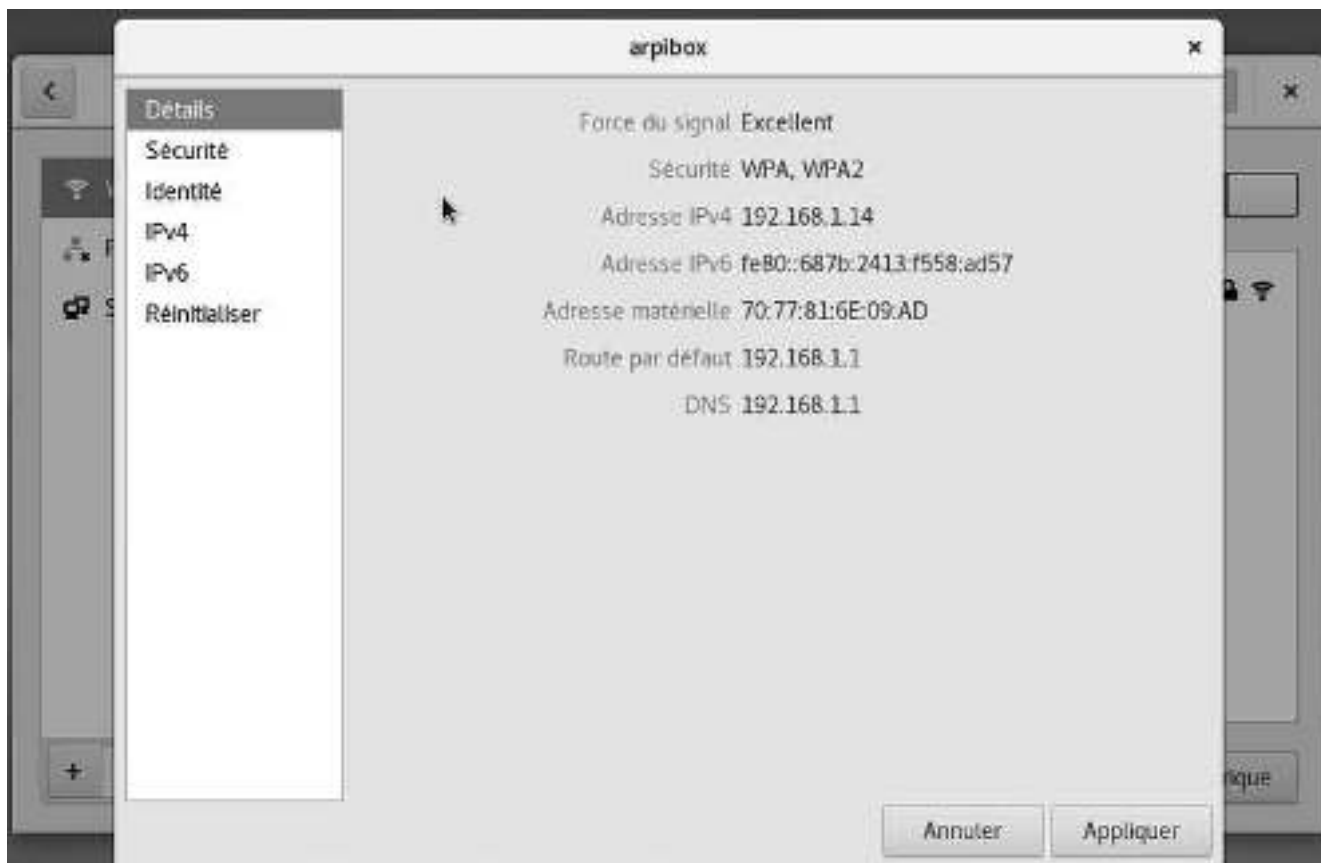 arpibox
Détails
Sécurité
Identité
IPv4
IPv6
Réinitialiser
Force du signal Excellent
Sécurité WPA, WPA2
Adresse IPv4 192.168.1.14
Adresse IPv6 fe80::687b:2413:f558:ad57
Adresse matérielle 70:77:81:6E:09:AD
Route par défaut 192.168.1.1
DNS 192.168.1.1
+
Annuler Appliquer